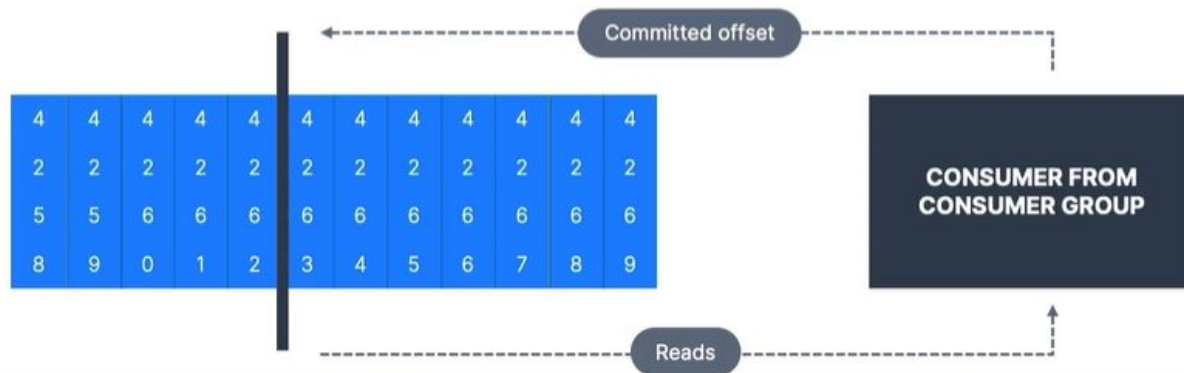 Committed offset
4 4 4 4 4 4 4 4 4 4 4 4
2 2 2 2 2 2 2 2 2 2 2 2
5 5 6 6 6 6 6 6 6 6 6 6
8 9 0 1 2 3 4 5 6 7 8 9
CONSUMER FROM
CONSUMER GROUP
Reads